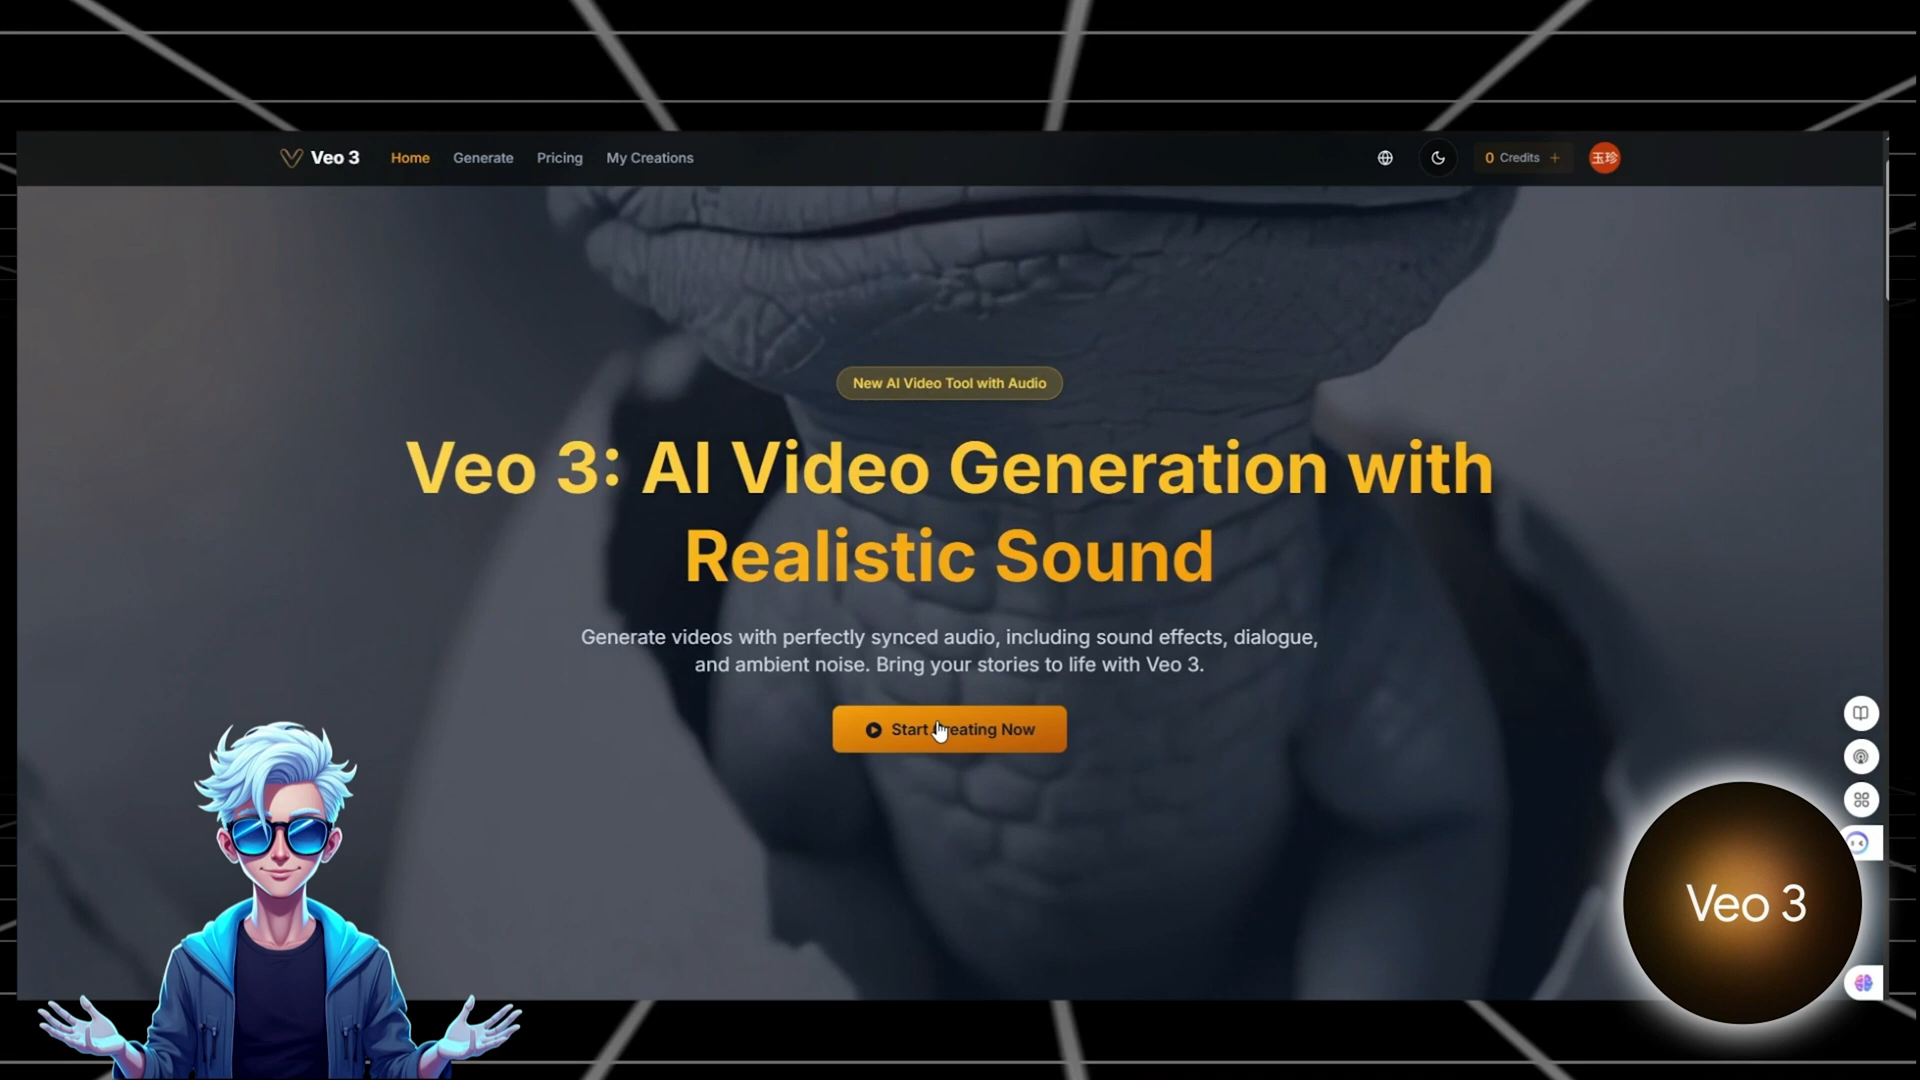 Veo 3
Home
Generate
Pricing
My Creations
0 Credits +
玉珍
New AI Video Tool with Audio
Veo 3: AI Video Generation with
Realistic Sound
Generate videos with perfectly synced audio, including sound effects, dialogue,
and ambient noise. Bring your stories to life with Veo 3.
Start Creating Now
Veo 3